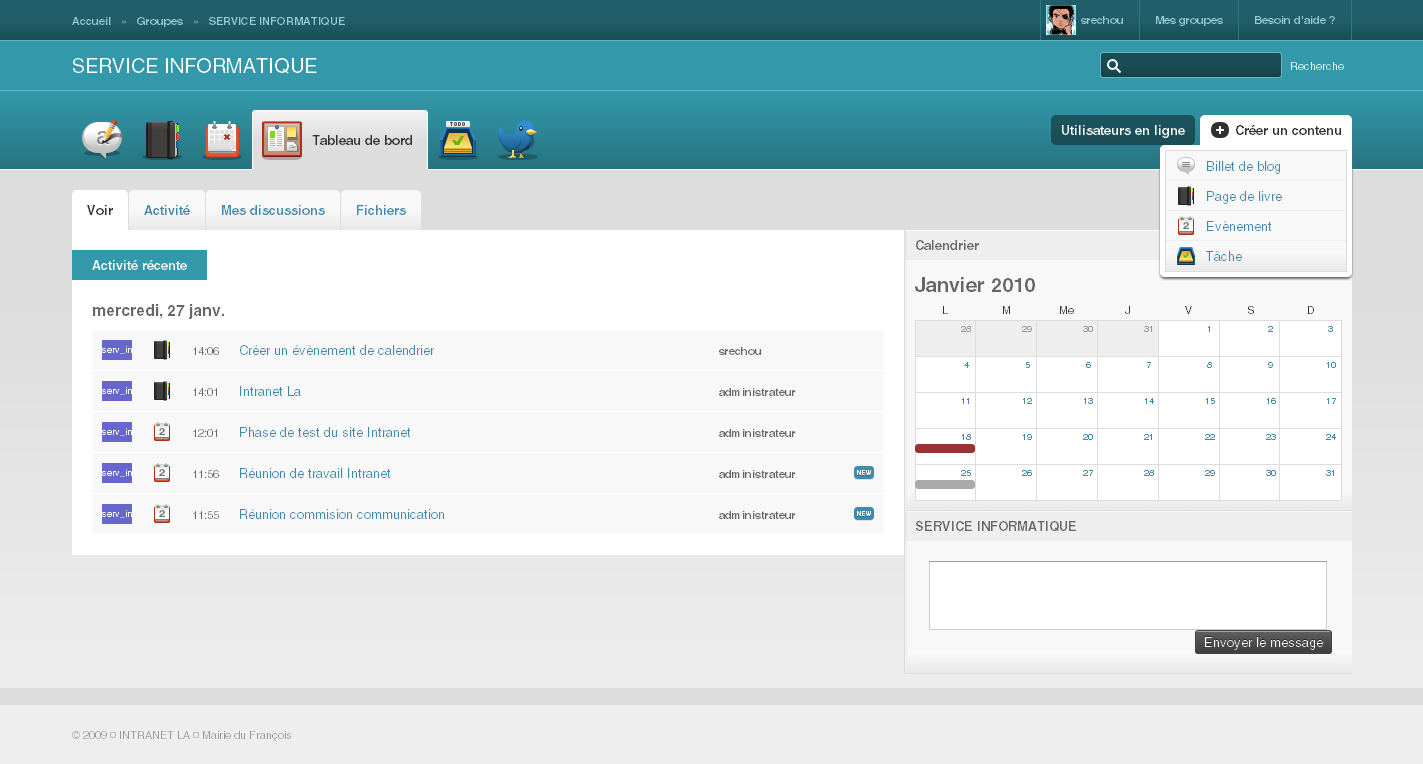 Accueil » Groupes » SERVICE INFORMATIQUE
srechou Mes groupes Besoin d'aide ?
SERVICE INFORMATIQUE
Recherche
a
Tableau de bord
TODO
Utilisateurs en ligne
Créer un contenu
Billet de blog
Page de livre
2 Evènement
Tâche
Voir Activité Mes discussions Fichiers
Activité récente
mercredi, 27 janv.
serv_in 14:06 Créer un évènement de calendrier srechou
serv_in 14:01 Intranet La administrateur
serv_in 2 12:01 Phase de test du site Intranet administrateur
serv_in 2 11:56 Réunion de travail Intranet administrateur NEW
serv_in 2 11:55 Réunion commision communication administrateur NEW
Calendrier
Janvier 2010
L M Me J V S D
28 29 30 31 1 2 3
4 5 6 7 8 9 10
11 12 13 14 15 16 17
18 19 20 21 22 23 24
25 26 27 28 29 30 31
SERVICE INFORMATIQUE
Envoyer le message
© 2009 ¤ INTRANET LA ¤ Mairie du François